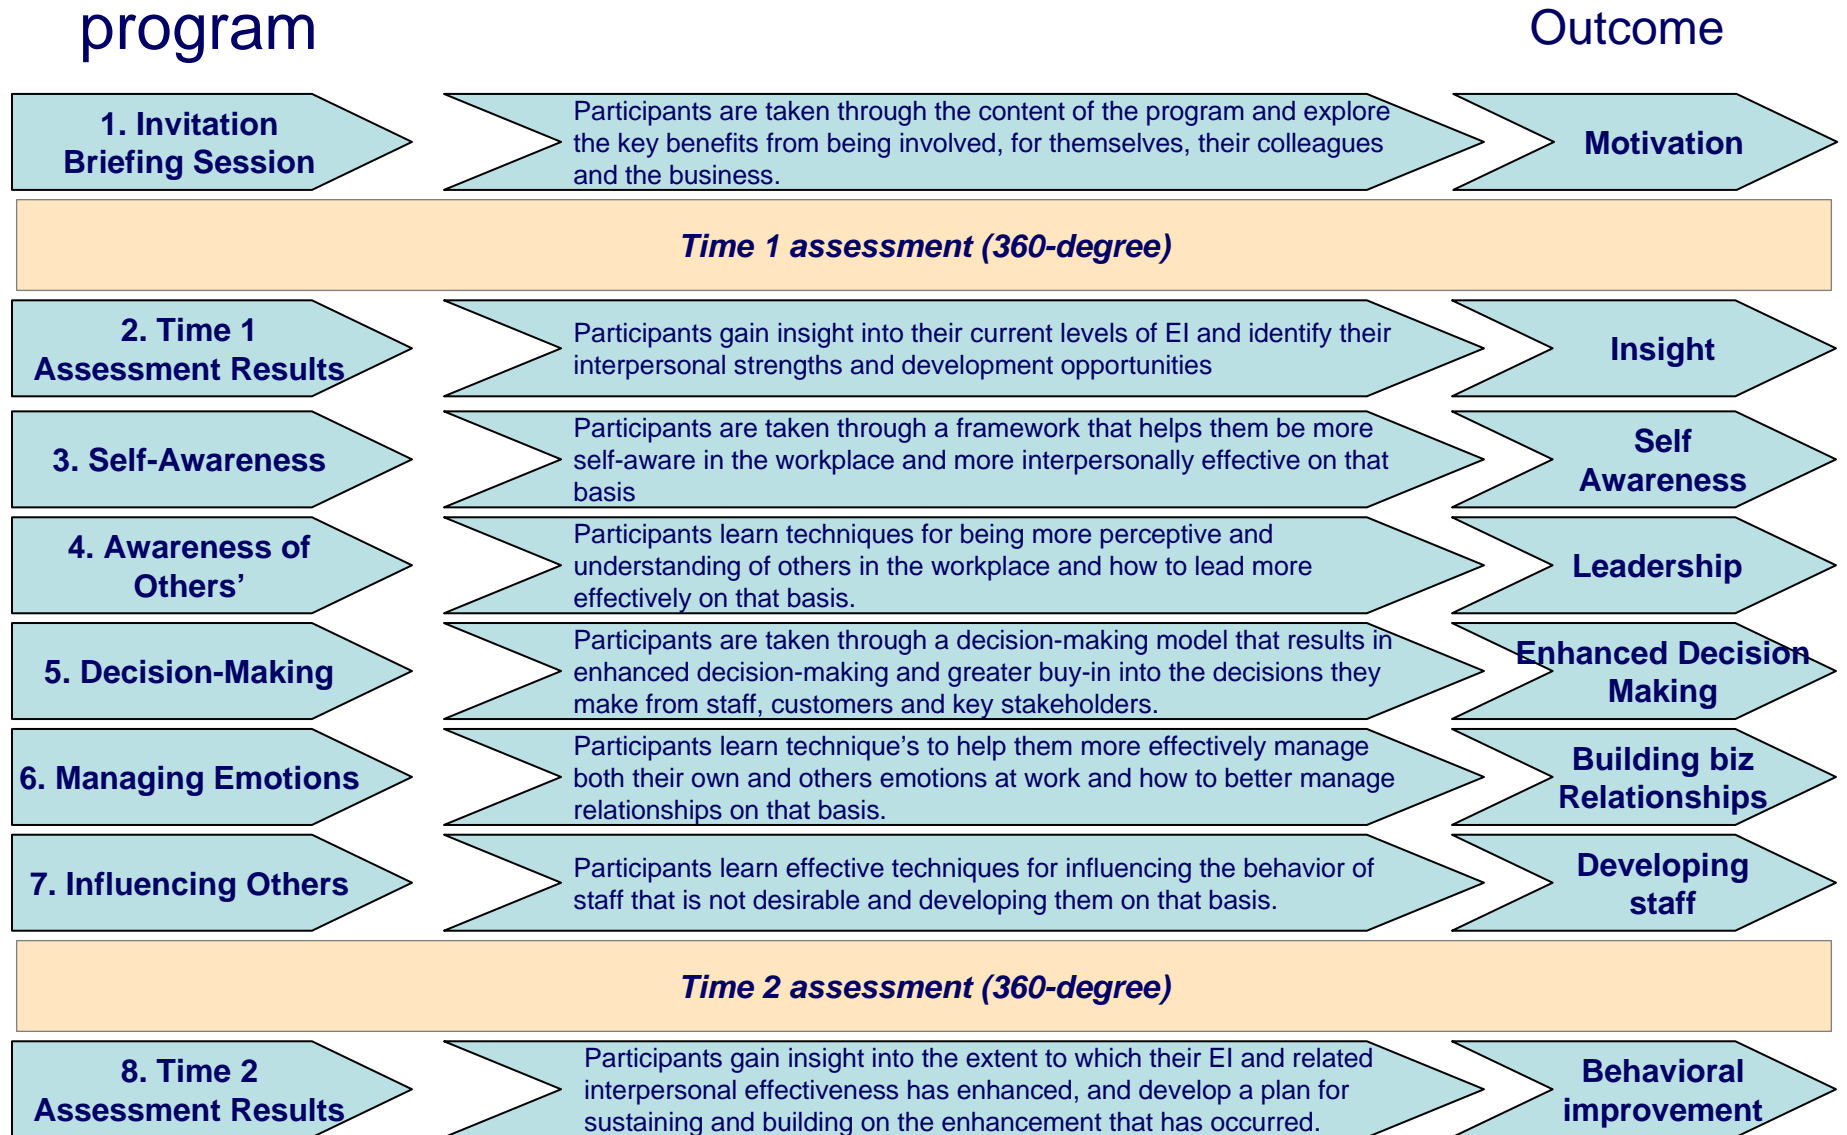 program
Outcome
1. Invitation
Briefing Session
Participants are taken through the content of the program and explore
the key benefits from being involved, for themselves, their colleagues
and the business.
Motivation
Time 1 assessment (360-degree)
2. Time 1
Assessment Results
Participants gain insight into their current levels of EI and identify their
interpersonal strengths and development opportunities
Insight
3. Self-Awareness
Participants are taken through a framework that helps them be more
self-aware in the workplace and more interpersonally effective on that
basis
Self
Awareness
4. Awareness of
Others’
Participants learn techniques for being more perceptive and
understanding of others in the workplace and how to lead more
effectively on that basis.
Leadership
5. Decision-Making
Participants are taken through a decision-making model that results in
enhanced decision-making and greater buy-in into the decisions they
make from staff, customers and key stakeholders.
Enhanced Decision
Making
6. Managing Emotions
Participants learn technique’s to help them more effectively manage
both their own and others emotions at work and how to better manage
relationships on that basis.
Building biz
Relationships
7. Influencing Others
Participants learn effective techniques for influencing the behavior of
staff that is not desirable and developing them on that basis.
Developing
staff
Time 2 assessment (360-degree)
8. Time 2
Assessment Results
Participants gain insight into the extent to which their EI and related
interpersonal effectiveness has enhanced, and develop a plan for
sustaining and building on the enhancement that has occurred.
Behavioral
improvement